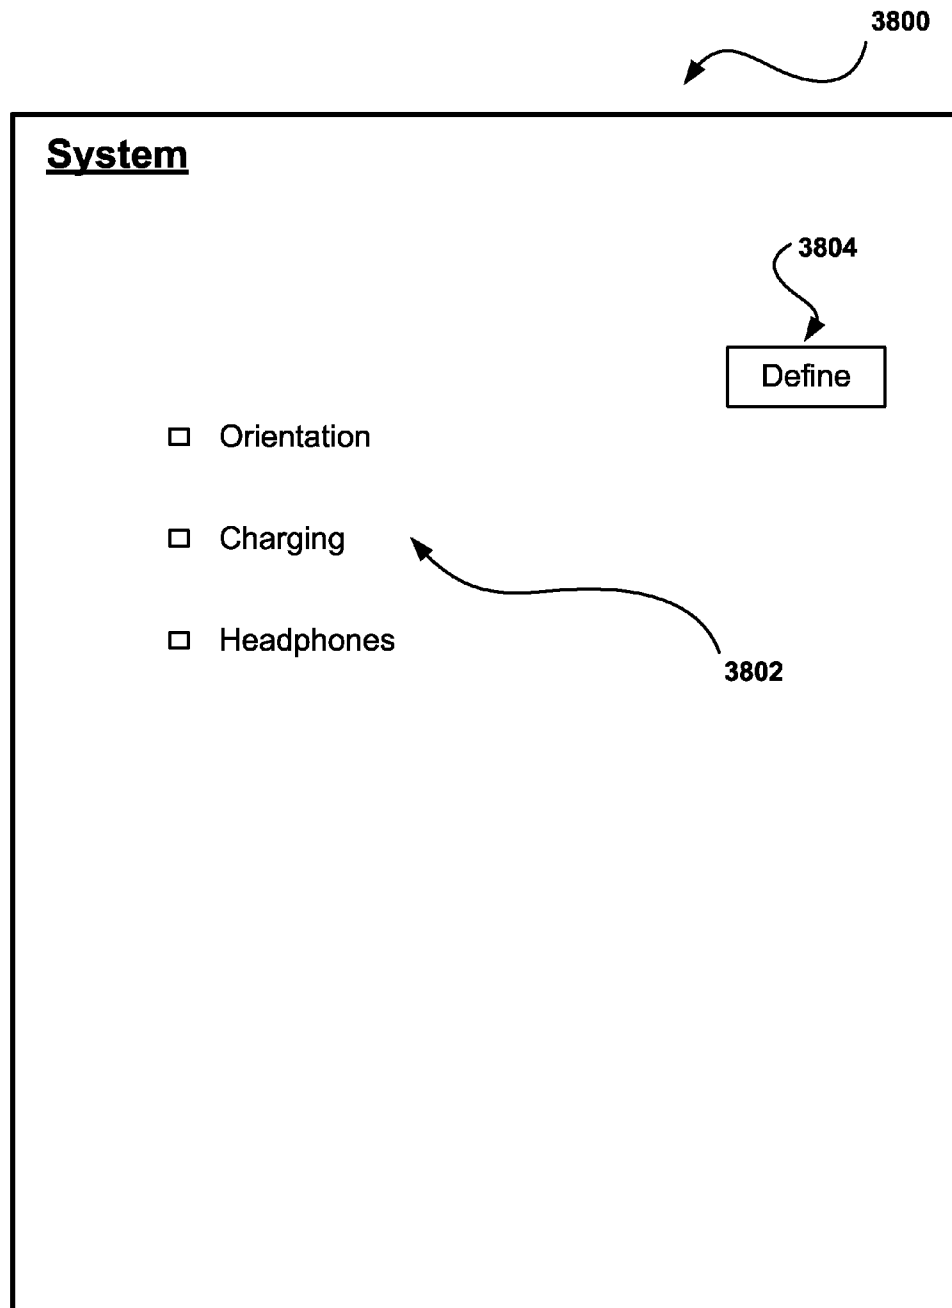 3800
System
3804
Define
Orientation
Charging
Headphones
3802